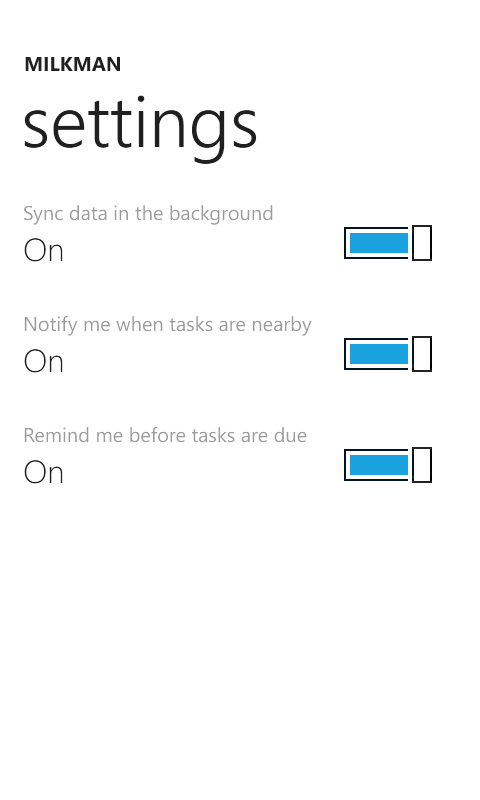 MILKMAN
settings
Sync data in the background
On
Notify me when tasks are nearby
On
Remind me before tasks are due
On